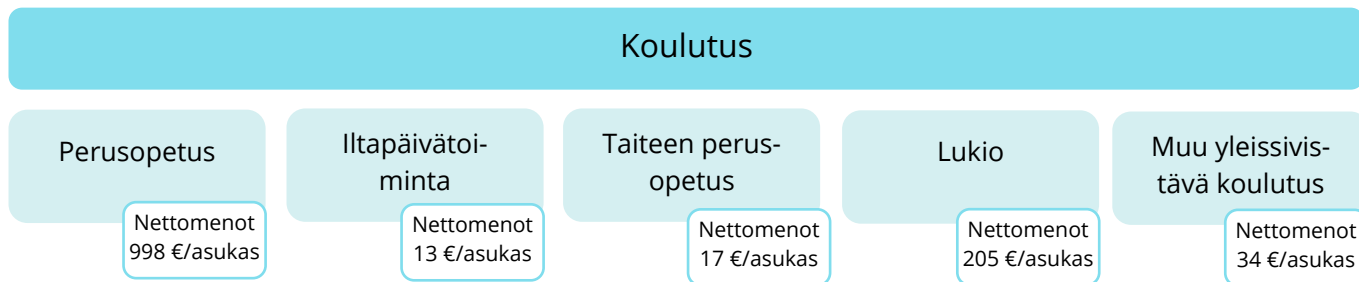 Koulutus
Perusopetus
Nettomenot
998 €/asukas
Iltapäivätoi-
minta
Nettomenot
13 €/asukas
Taiteen perus-
opetus
Nettomenot
17 €/asukas
Lukio
Nettomenot
205 €/asukas
Muu yleissivis-
tävä koulutus
Nettomenot
34 €/asukas